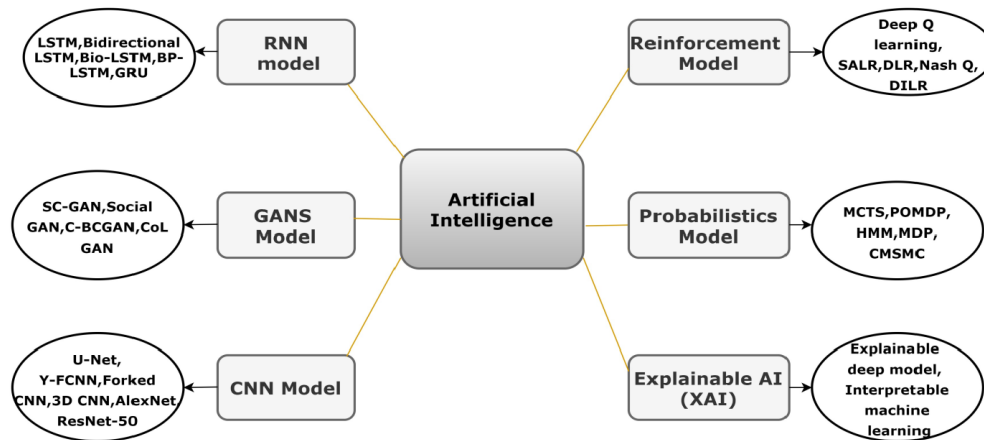 LSTM,Bidirectional
LSTM,Bio-LSTM,BP-
LSTM,GRU
RNN
model
Reinforcement
Model
Deep Q
learning,
SALR,DLR,Nash Q,
DILR
Artificial
Intelligence
SC-GAN,Social
GAN,C-BCGAN,CoL
GAN
GANS
Model
Probabilistics
Model
MCTS,POMDP,
HMM,MDP,
CMSMC
U-Net,
Y-FCNN,Forked
CNN,3D CNN,AlexNet
ResNet-50
CNN Model
Explainable AI
(XAI)
Explainable
deep model,
Interpretable
machine
learning